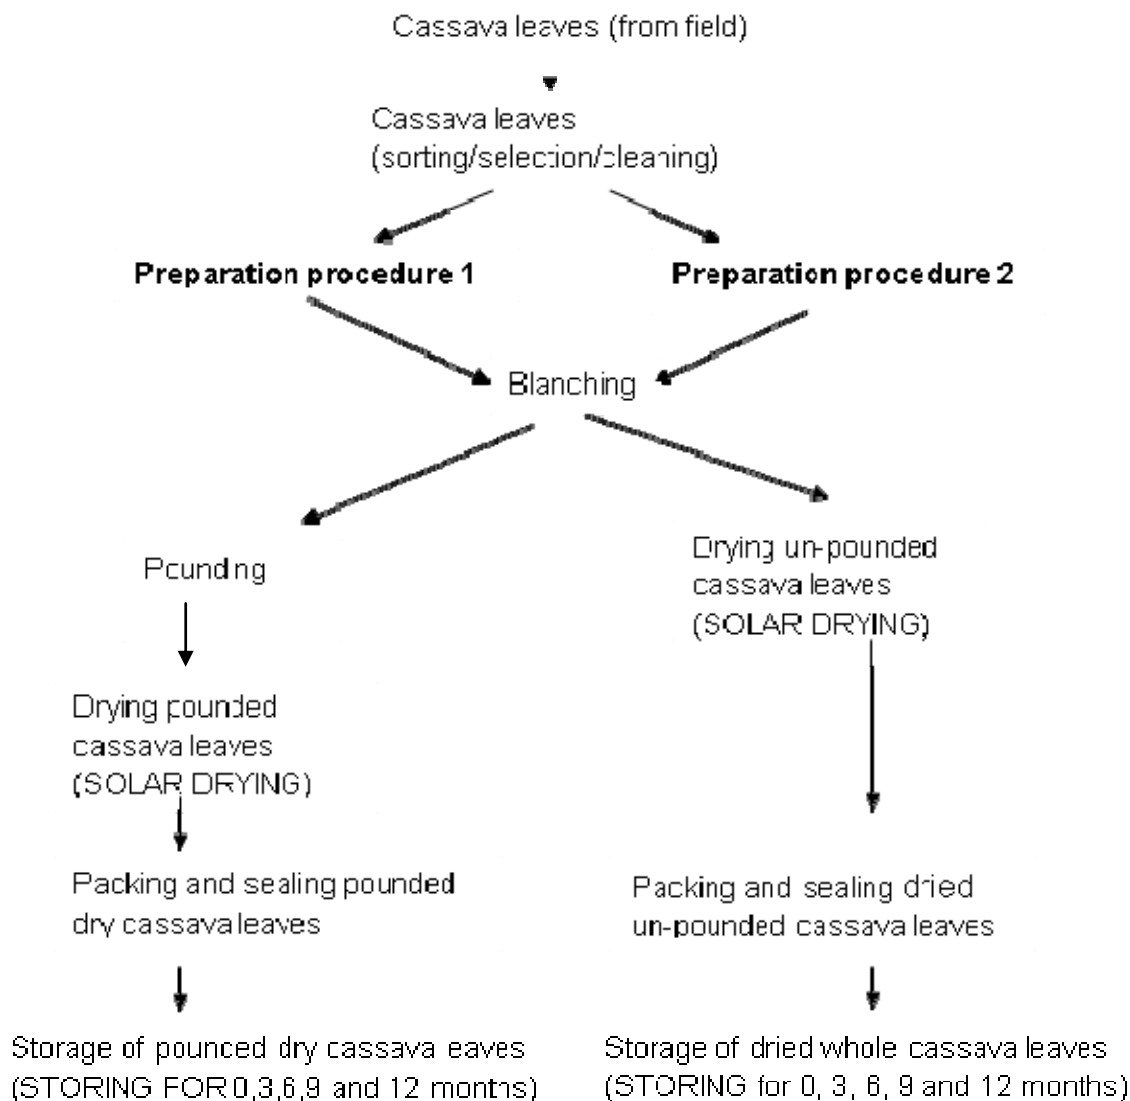 Cassava leaves (from field)
Cassava leaves
(sorting/selection/cleaning)
Preparation procedure 1
Preparation procedure 2
Blanching
Pounding
Drying pounded
cassava leaves
(SOLAR DRYING)
Packing and sealing pounded
dry cassava leaves
Storage of pounced dry cassava eaves
(STORING FOR 0,3,6,9 and 12 months)
Drying un-pounded
cassava leaves
(SOLAR DRYING)
Packing and sealing dried
un-pounded cassava leaves
Storage of dried whole cassava leaves
(STORING for 0, 3, 6, 9 and 12 months)